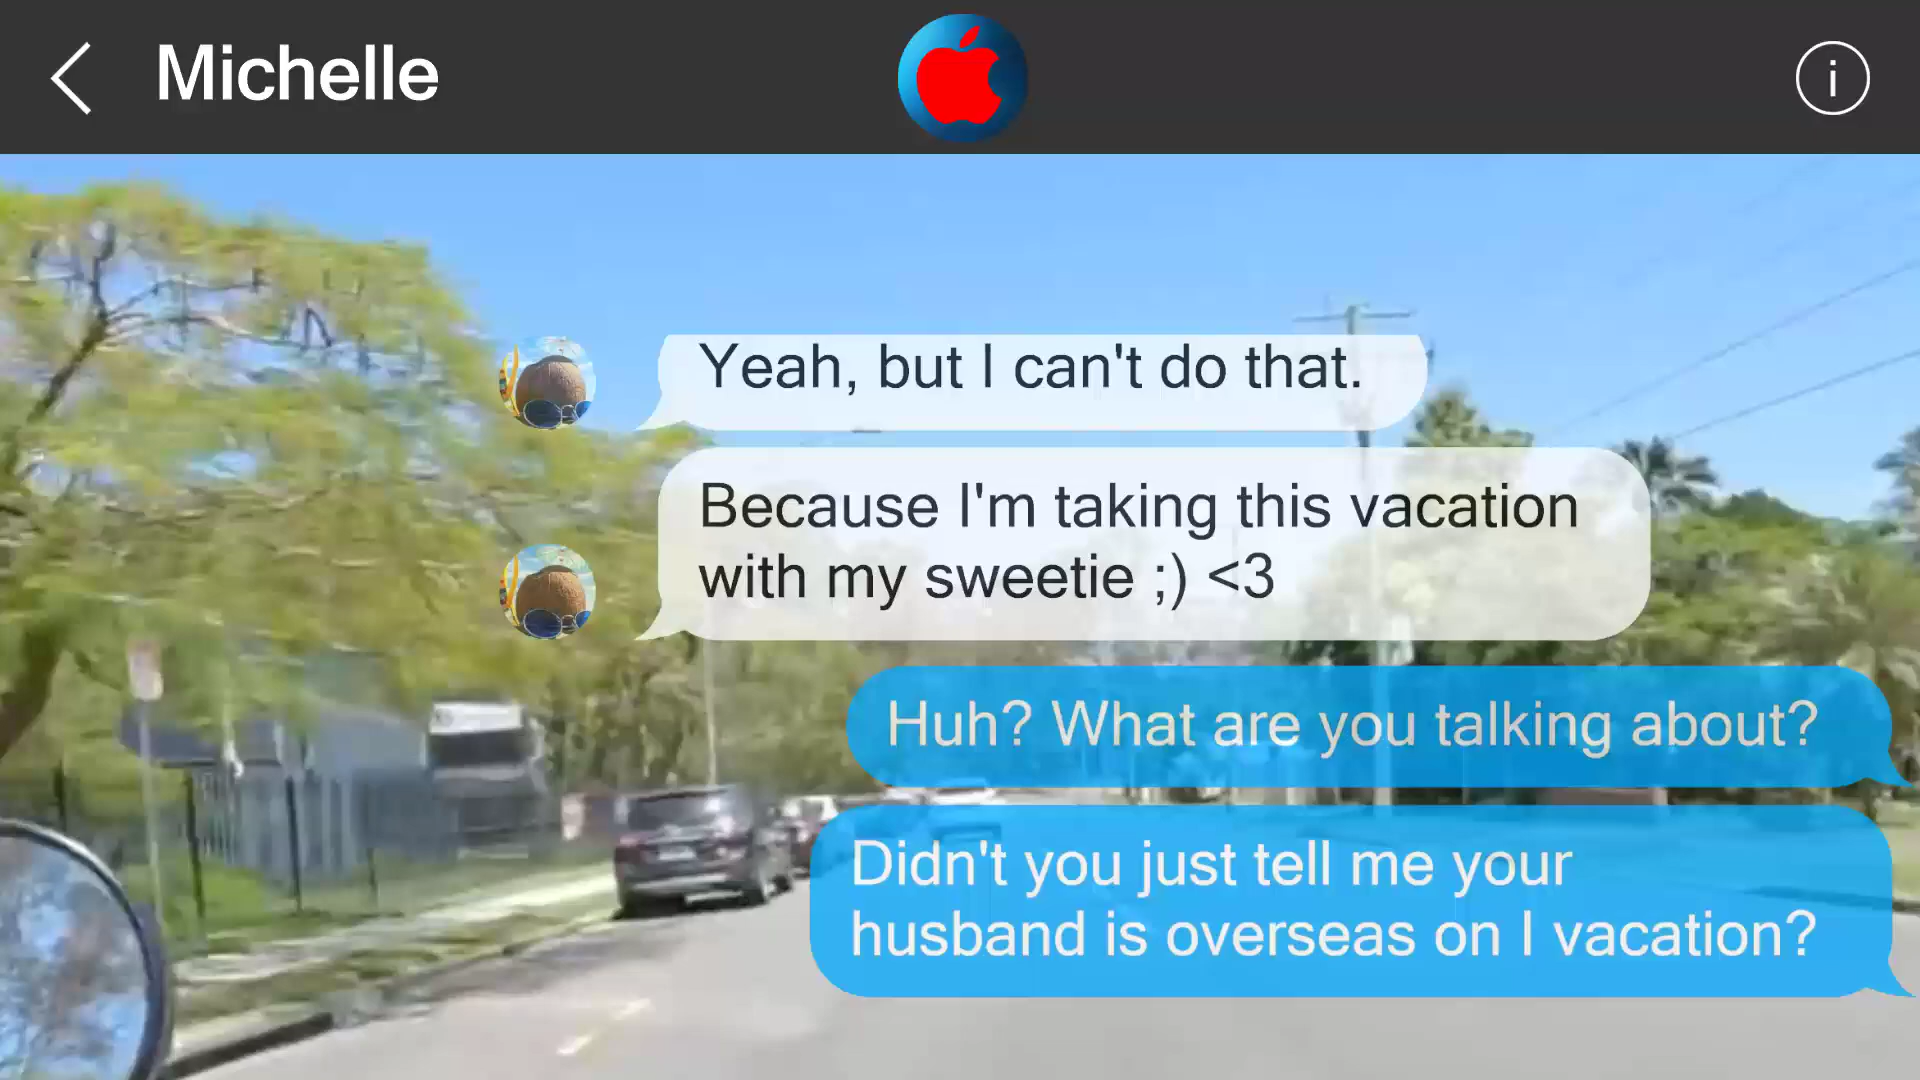 Michelle
Yeah, but I can't do that.
Because I'm taking this vacation
with my sweetie ;) <3
Huh? What are you talking about?
Didn't you just tell me your
husband is overseas on I vacation?